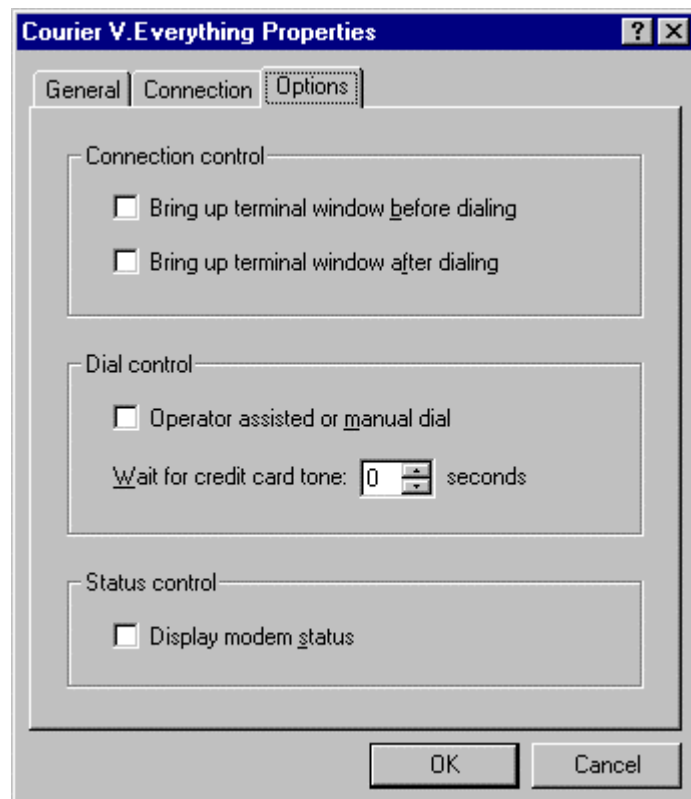 Courier V.Everything Properties
General Connection Options
Connection control
Bring up terminal window before dialing
Bring up terminal window after dialing
Dial control
Operator assisted or manual dial
Wait for credit card tone: 0 seconds
Status control
Display modem status
OK Cancel